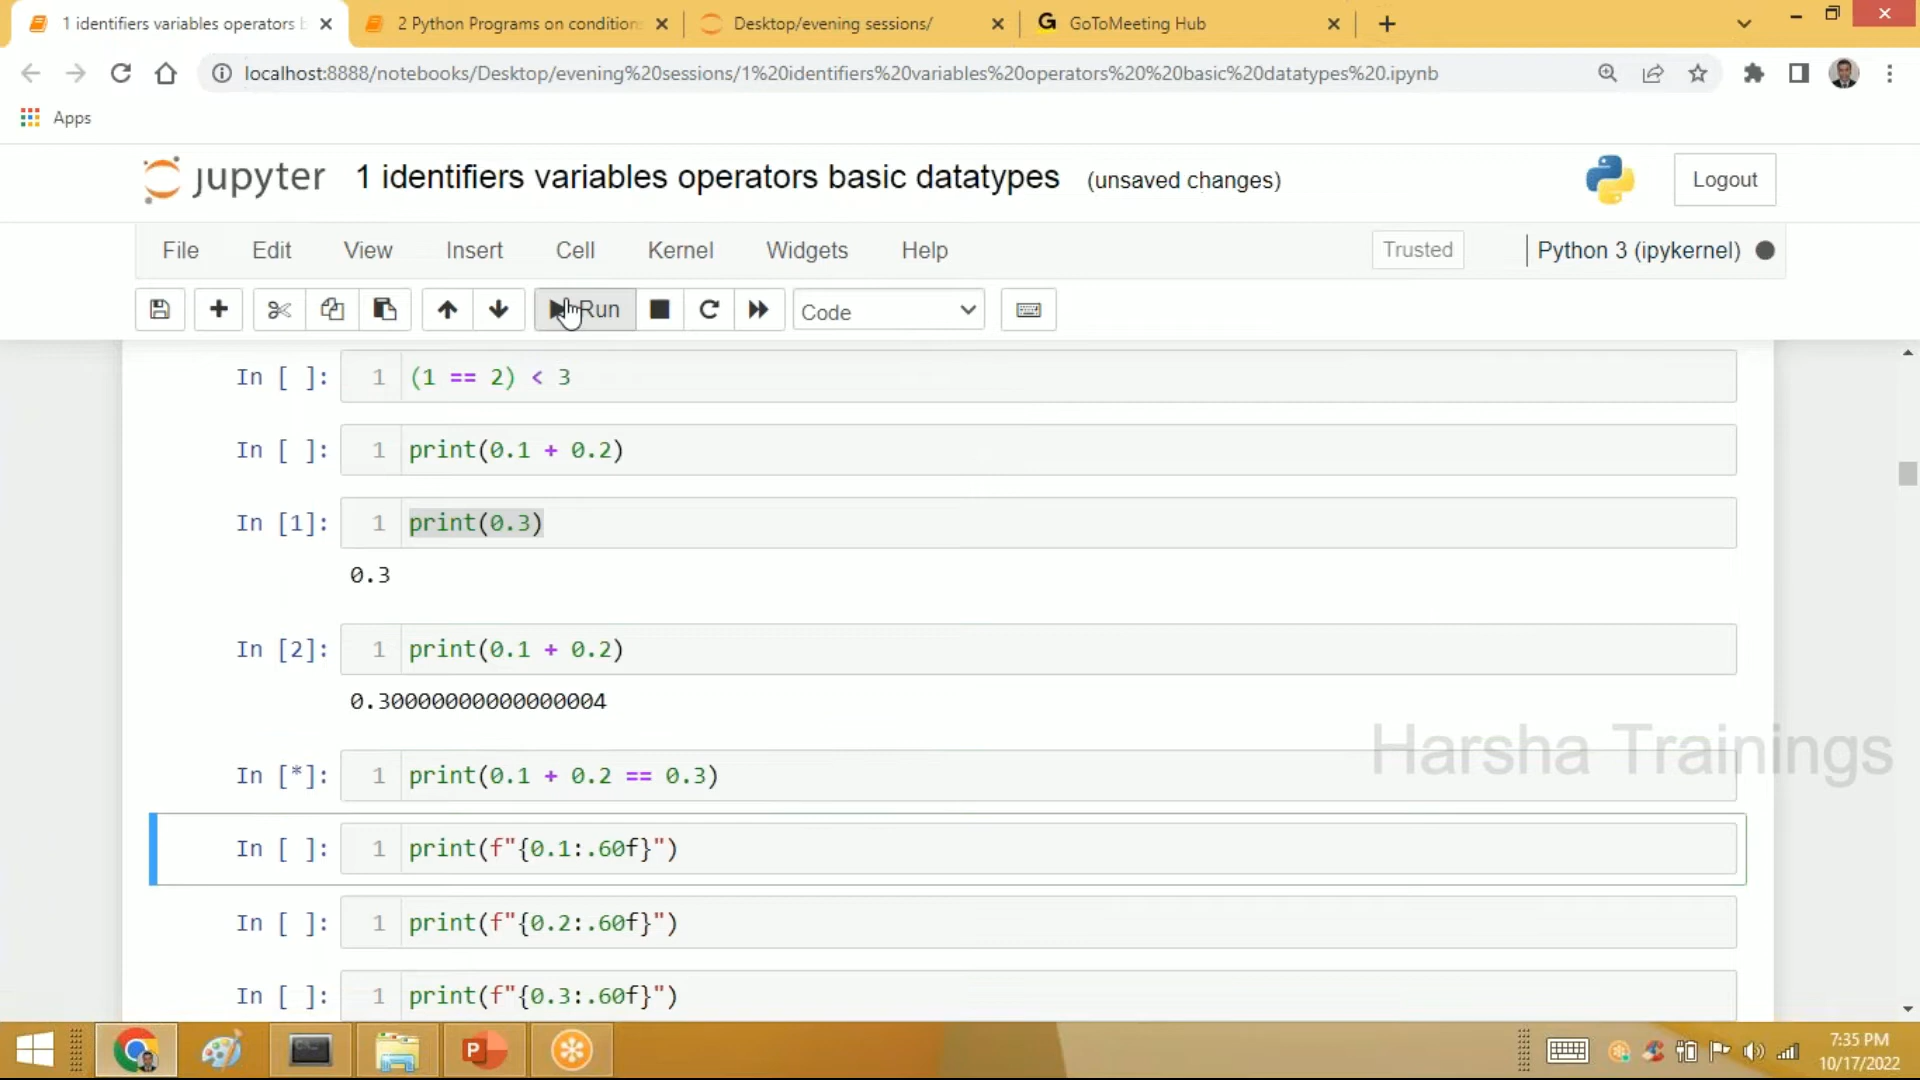 1 identifiers variables operators b
2 Python Programs on condition
Desktop/evening sessions/
GoToMeeting Hub
localhost:8888/notebooks/Desktop/evening%20sessions/1%20identifiers%20variables%20operators%20%20basic%20datatypes%20.ipynb
Apps
jupyter 1 identifiers variables operators basic datatypes (unsaved changes)
Logout
File Edit View Insert Cell Kernel Widgets Help
Trusted
Python 3 (ipykernel)
Run
Code
In [ ]: 1 (1 == 2) < 3
In [ ]: 1 print(0.1 + 0.2)
In [1]: 1 print(0.3)
0.3
In [2]: 1 print(0.1 + 0.2)
0.30000000000000004
Harsha Trainings
In [*]: 1 print(0.1 + 0.2 == 0.3)
In [ ]: 1 print(f"{0.1:.60f}")
In [ ]: 1 print(f"{0.2:.60f}")
In [ ]: 1 print(f"{0.3:.60f}")
7:35 PM
10/17/2022